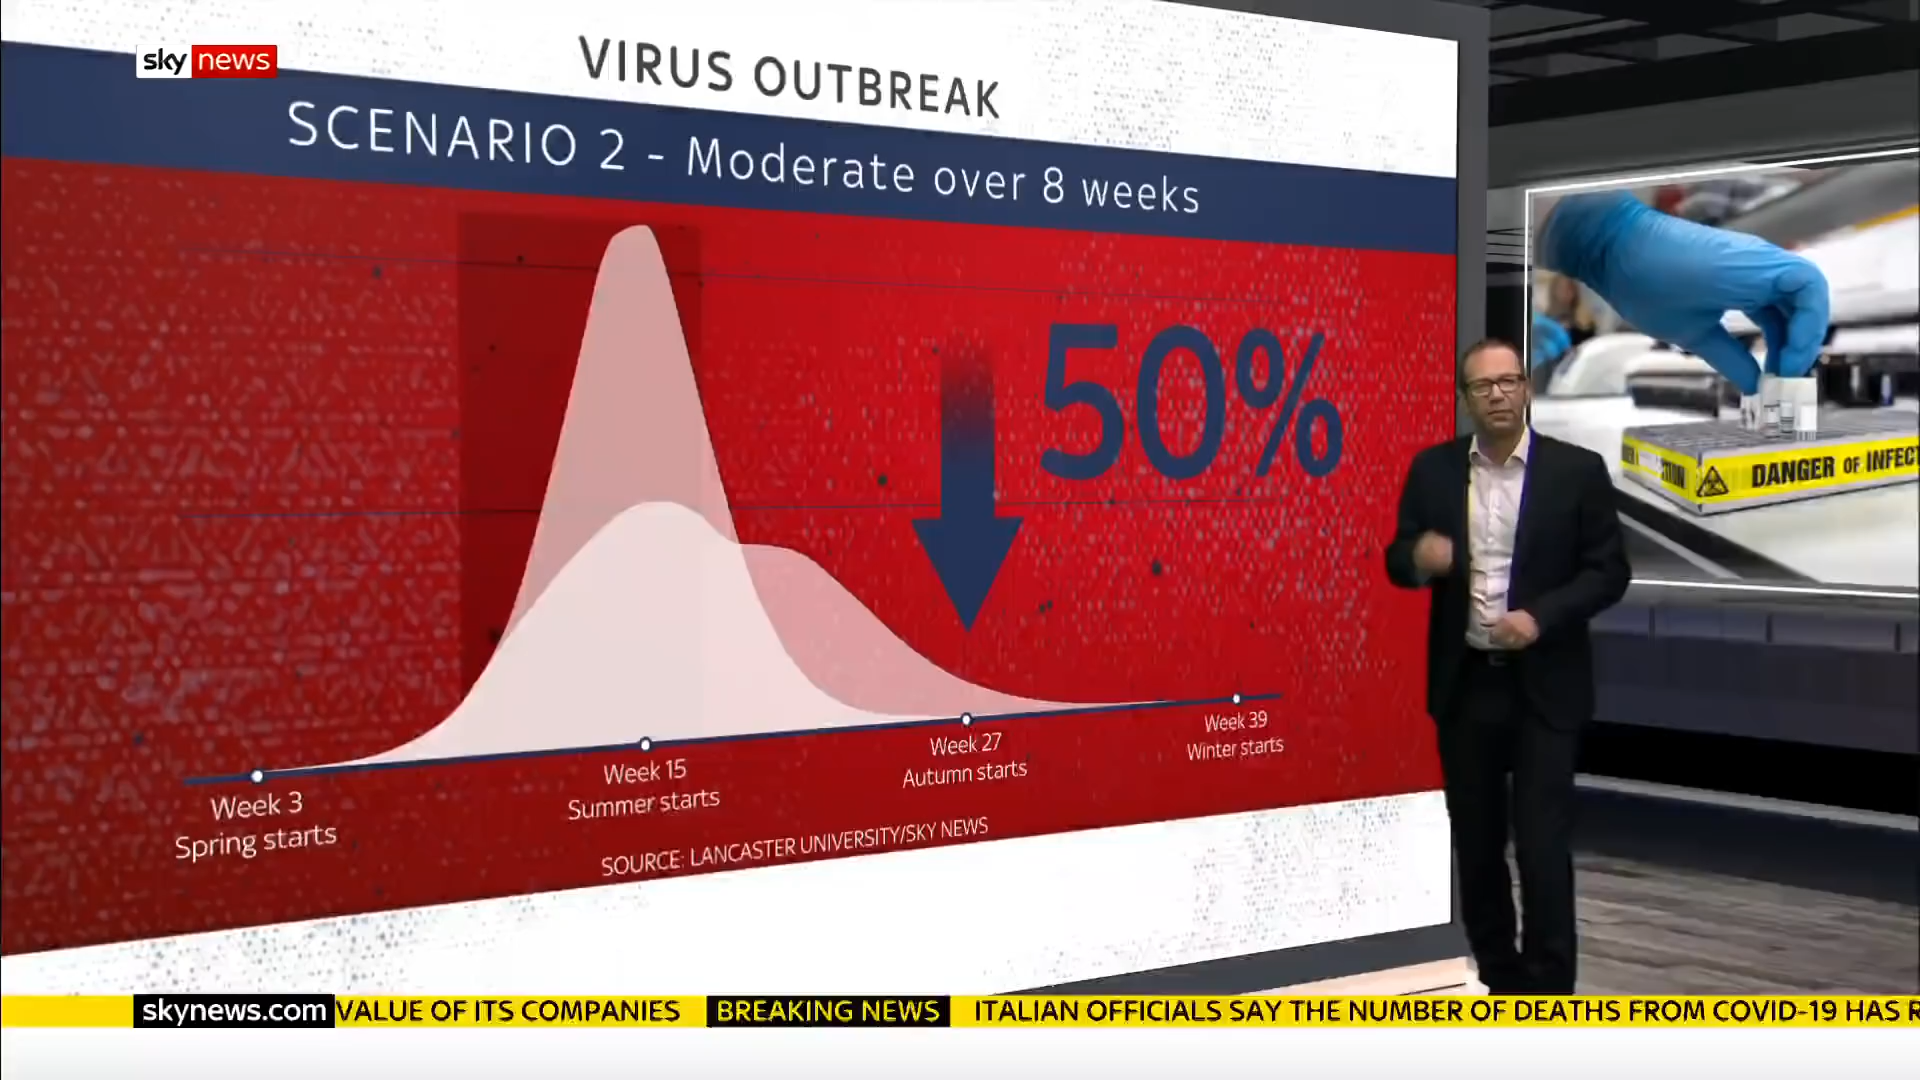 sky news
VIRUS OUTBREAK
SCENARIO 2 - Moderate over 8 weeks
50%
DANGER OF INFECT
Week 3
Spring starts
Week 15
Summer starts
Week 27
Autumn starts
Week 39
Winter starts
SOURCE: LANCASTER UNIVERSITY/SKY NEWS
skynews.com VALUE OF ITS COMPANIES BREAKING NEWS ITALIAN OFFICIALS SAY THE NUMBER OF DEATHS FROM COVID-19 HAS R